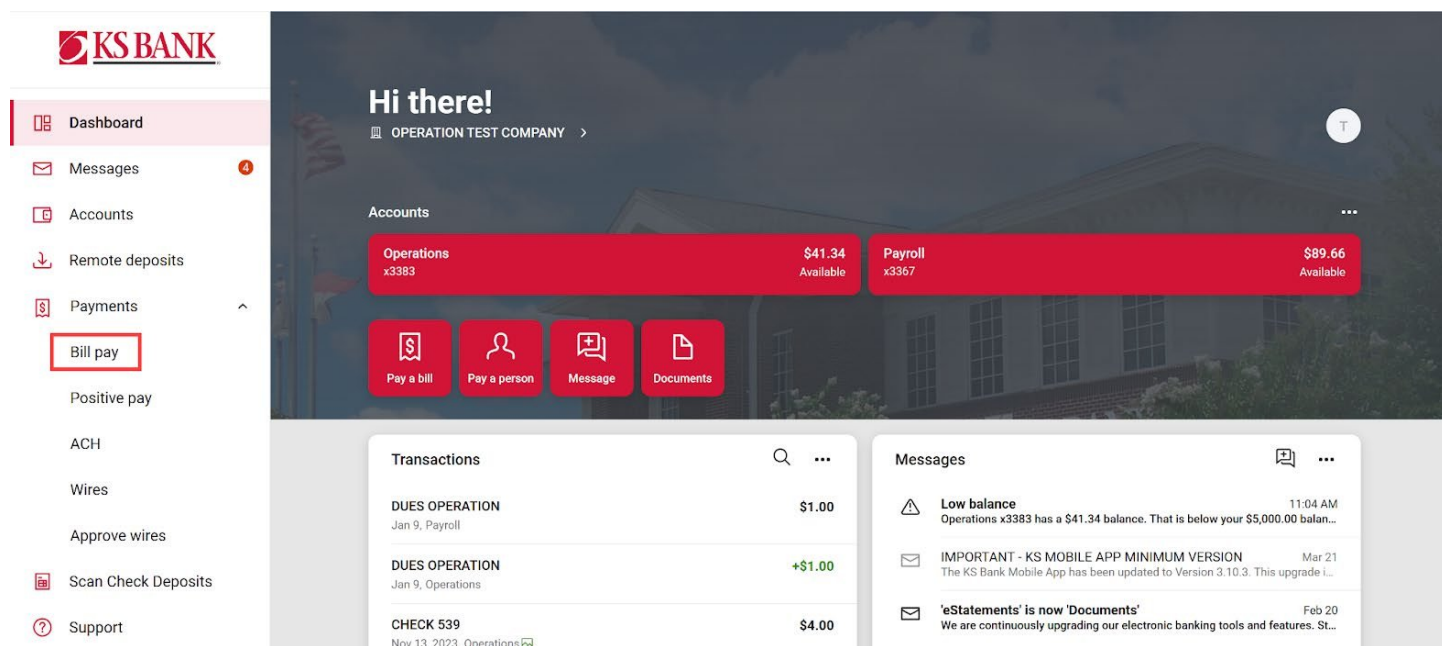 KS BANK
Dashboard
Messages 4
Accounts
Remote deposits
Payments
Bill pay
Positive pay
ACH
Wires
Approve wires
Scan Check Deposits
Support
Hi there!
OPERATION TEST COMPANY >
T
Accounts
Operations $41.34
x3383 Available
Payroll $89.66
x3367 Available
Pay a bill
Pay a person
Message
Documents
Transactions
DUES OPERATION $1.00
Jan 9, Payroll
DUES OPERATION +$1.00
Jan 9, Operations
CHECK 539 $4.00
Nov 13, 2023, Operations
Messages
Low balance 11:04 AM
Operations x3383 has a $41.34 balance. That is below your $5,000.00 balan...
IMPORTANT - KS MOBILE APP MINIMUM VERSION Mar 21
The KS Bank Mobile App has been updated to Version 3.10.3. This upgrade i...
'eStatements' is now 'Documents' Feb 20
We are continuously upgrading our electronic banking tools and features. St...